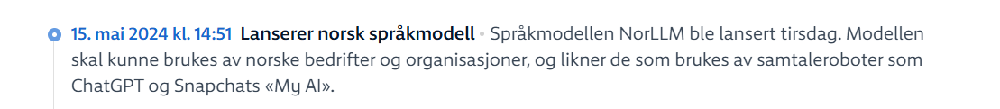 15. mai 2024 kl. 14:51 Lanserer norsk språkmodell • Språkmodellen NorLLM ble lansert tirsdag. Modellen
skal kunne brukes av norske bedrifter og organisasjoner, og likner de som brukes av samtaleroboter som
ChatGPT og Snapchats «My AI».